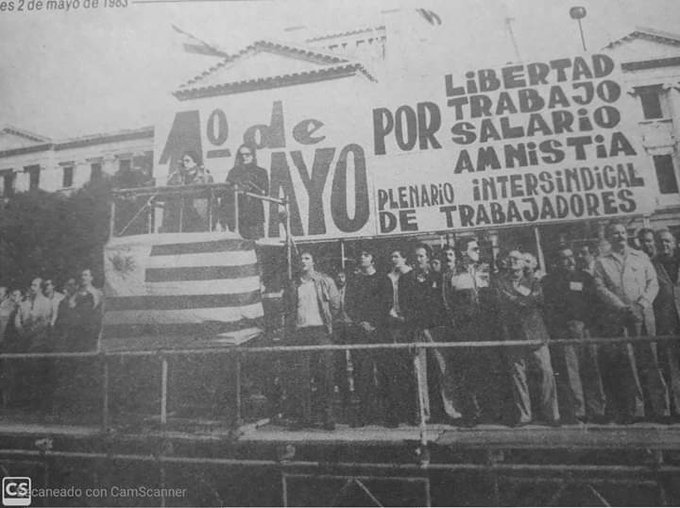 es 2 de mayo de 1983
1º de
MAYO
POR
LIBERTAD
TRABAJO
SALARIO
AMNISTIA
PLENARIO INTERSINDICAL
DE TRABAJADORES
CS
Escaneado con CamScanner